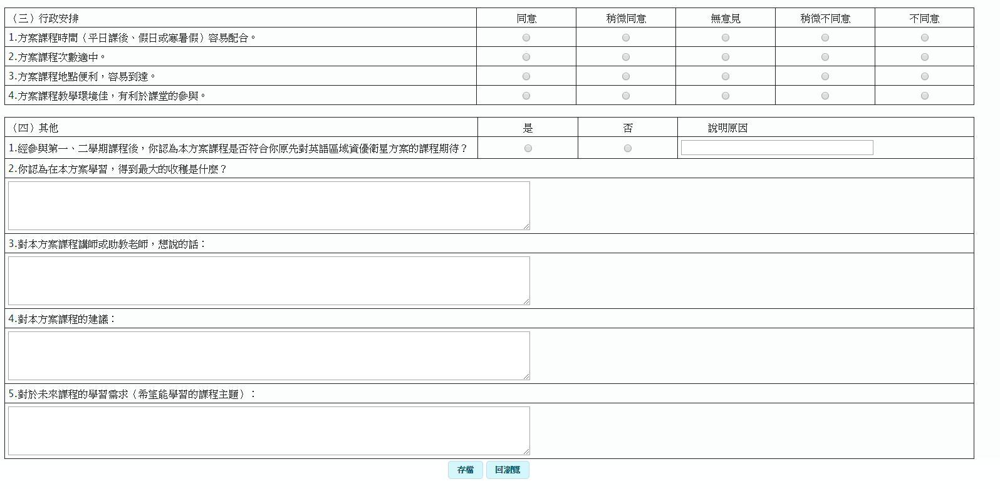 （三）行政安排 同意 稍微同意 無意見 稍微不同意 不同意
1.方案課程時間（平日課後、假日或寒暑假）容易配合。
2.方案課程次數適中。
3.方案課程地點便利，容易到達。
4.方案課程教學環境佳，有利於課堂的參與。
（四）其他 是 否 說明原因
1.經參與第一、二學期課程後，你認為本方案課程是否符合你原先對英語區域資優衛星方案的課程期待？
2.你認為在本方案學習，得到最大的收穫是什麼？
3.對本方案課程講師或助教老師，想說的話：
4.對本方案課程的建議：
5.對於未來課程的學習需求（希望能學習的課程主題）：
存檔 回瀏覽